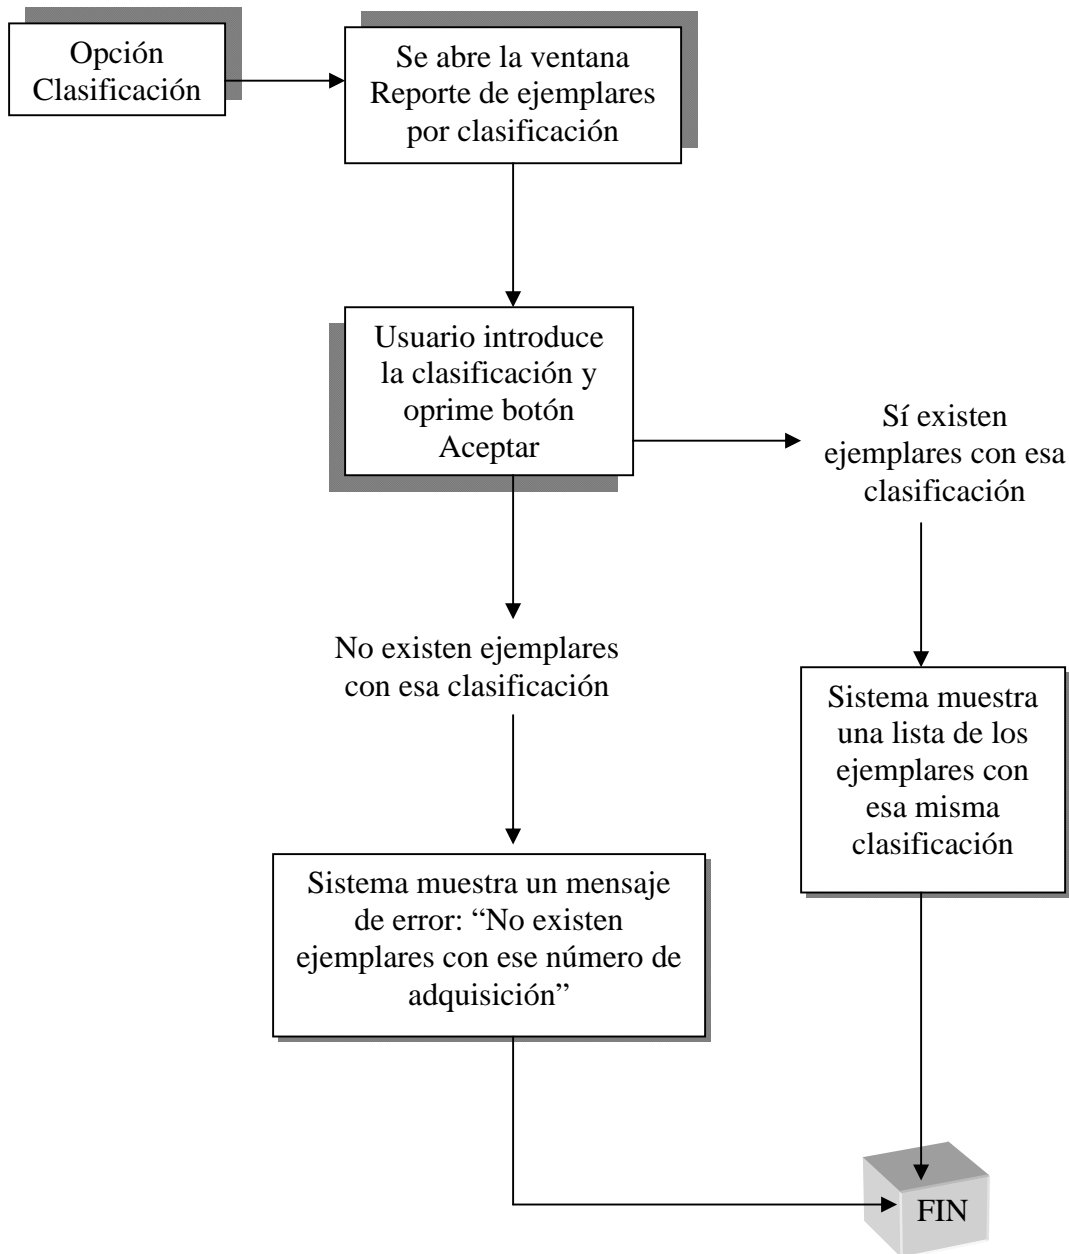 Opción
Clasificación
Se abre la ventana
Reporte de ejemplares
por clasificación
Usuario introduce
la clasificación y
oprime botón
Aceptar
Sí existen
ejemplares con esa
clasificación
No existen ejemplares
con esa clasificación
Sistema muestra
una lista de los
ejemplares con
esa misma
clasificación
Sistema muestra un mensaje
de error: “No existen
ejemplares con ese número de
adquisición”
FIN